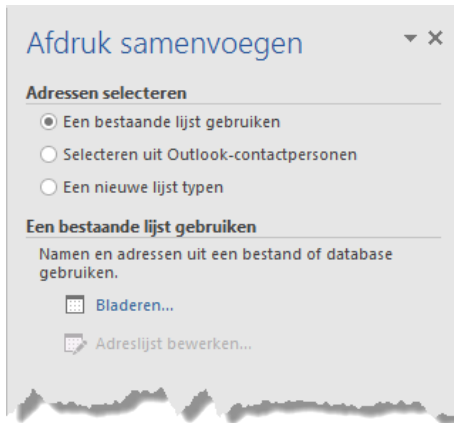 Afdruk samenvoegen
Adressen selecteren
Een bestaande lijst gebruiken
Selecteren uit Outlook-contactpersonen
Een nieuwe lijst typen
Een bestaande lijst gebruiken
Namen en adressen uit een bestand of database
gebruiken.
Bladeren...
Adreslijst bewerken...